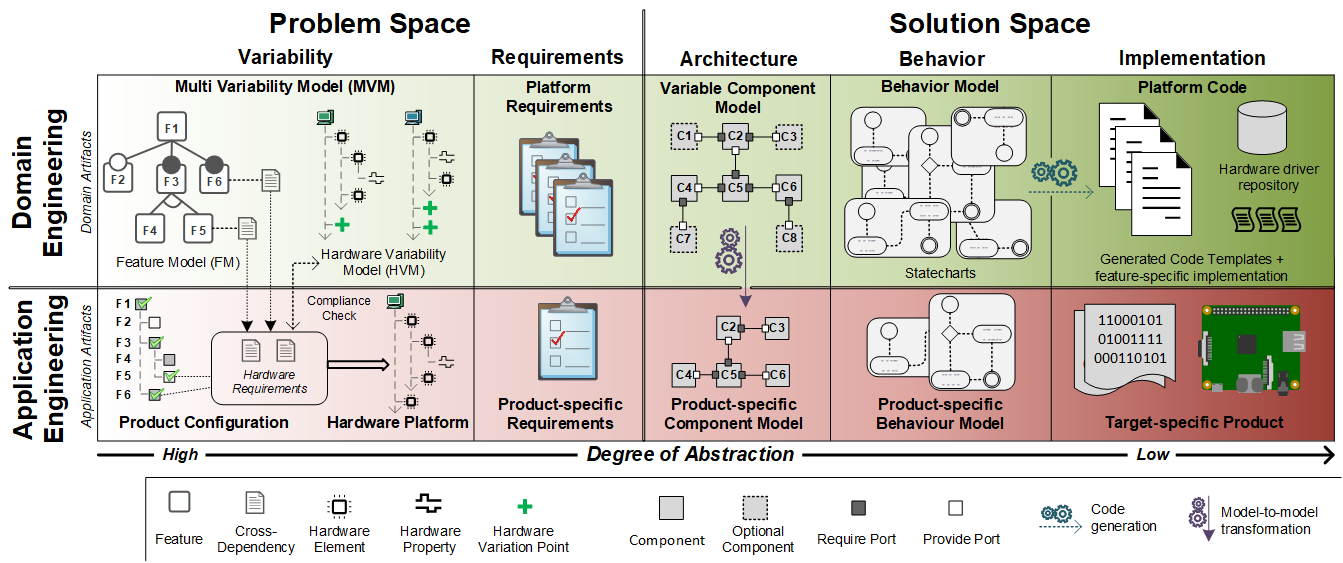 Problem Space
Solution Space
Variability
Requirements
Architecture
Behavior
Implementation
Domain
Engineering
Domain Artifacts
Multi Variability Model (MVM)
F1
F2
F3
F6
F4
F5
Feature Model (FM)
Hardware Variability
Model (HVM)
Platform
Requirements
Variable Component
Model
C1
C2
C3
C4
C5
C6
C7
C8
Behavior Model
Statecharts
Platform Code
Hardware driver
repository
Generated Code Templates +
feature-specific implementation
Application
Engineering
Application Artifacts
F1
F2
F3
F4
F5
F6
Compliance
Check
Hardware
Requirements
Product Configuration
Hardware Platform
Product-specific
Requirements
C2
C3
C4
C5
C6
Product-specific
Component Model
Product-specific
Behaviour Model
11000101
01001111
000110101
Target-specific Product
High
Degree of Abstraction
Low
Feature
Cross-
Dependency
Hardware
Element
Hardware
Property
Hardware
Variation Point
Component
Optional
Component
Require Port
Provide Port
Code
generation
Model-to-model
transformation